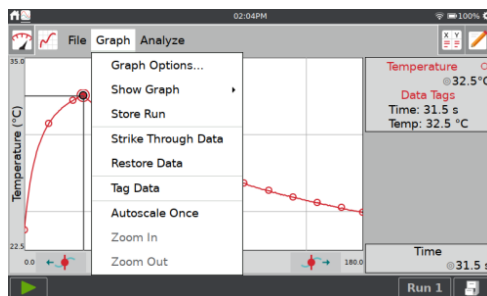 02:04PM
100%
File Graph Analyze
X Y
Graph Options...
Show Graph
Store Run
Strike Through Data
Restore Data
Tag Data
Autoscale Once
Zoom In
Zoom Out
35.0
Temperature (°C)
22.5
0.0
180.0
Temperature
32.5°C
Data Tags
Time: 31.5 s
Temp: 32.5 °C
Time
31.5 s
Run 1